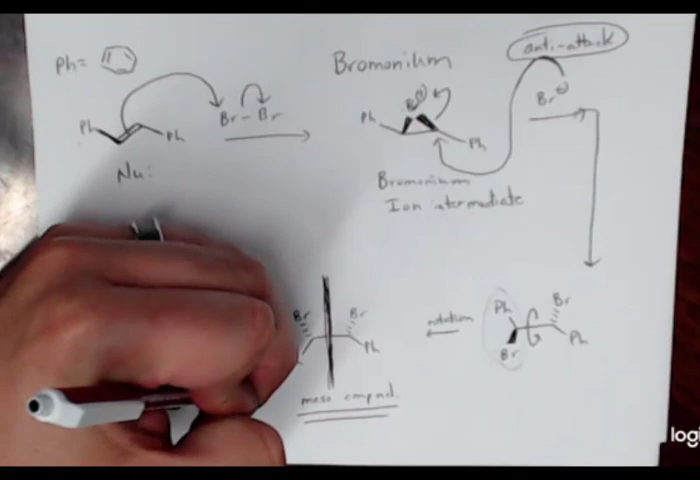 Ph=
Bromonium
anti-attack
Br-Br
Br⊕
Br⊖
Ph
Ph
Ph
Ph
Nu:
Bromonium
Ion intermediate
Br
Br
Ph
rotation
Ph
Br
Br
Ph
meso cmpnd.
logi